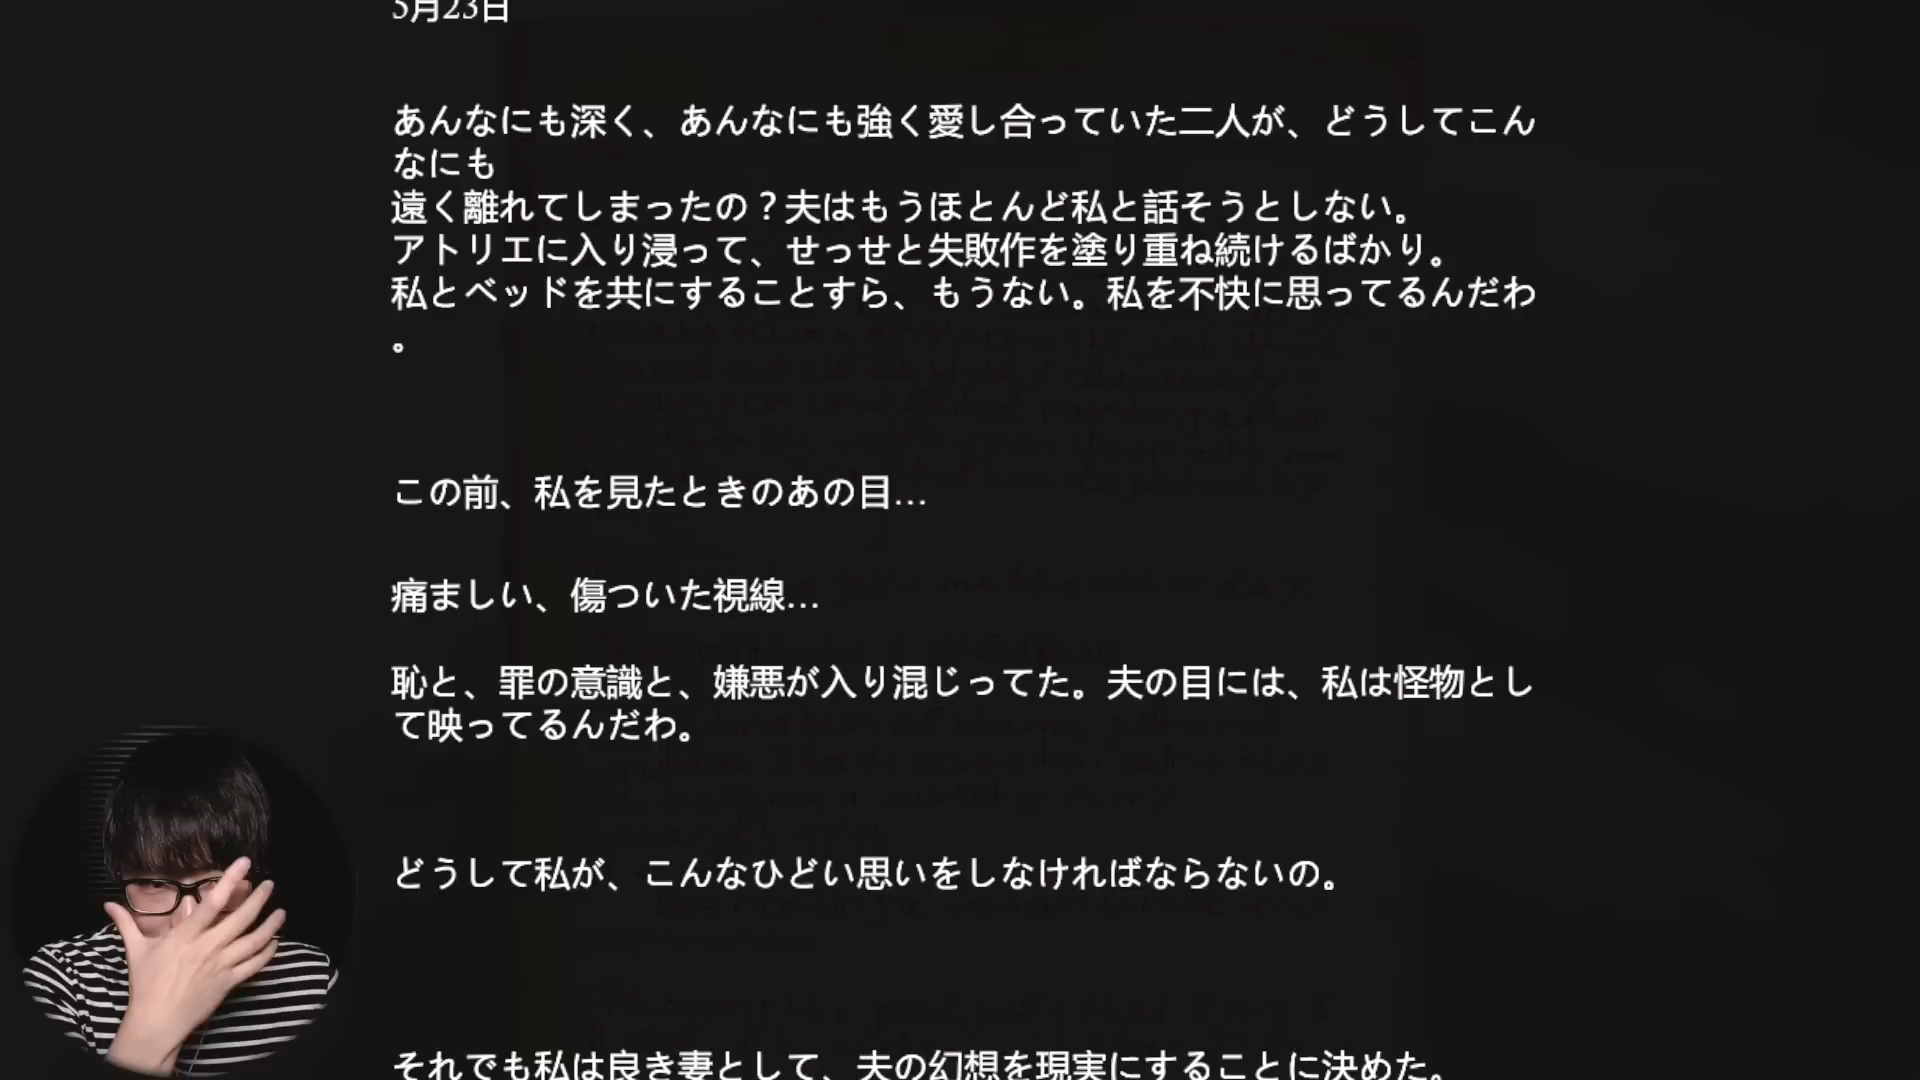 5月23日
あんなにも深く、あんなにも強く愛し合っていた二人が、どうしてこん
なにも
遠く離れてしまったの？夫はもうほとんど私と話そうとしない。
アトリエに入り浸って、せっせと失敗作を塗り重ね続けるばかり。
私とベッドを共にすることすら、もうない。私を不快に思ってるんだわ
。
この前、私を見たときのあの目…
痛ましい、傷ついた視線…
恥と、罪の意識と、嫌悪が入り混じってた。夫の目には、私は怪物とし
て映ってるんだわ。
どうして私が、こんなひどい思いをしなければならないの。
それでも私は良き妻として、夫の幻想を現実にすることに決めた。